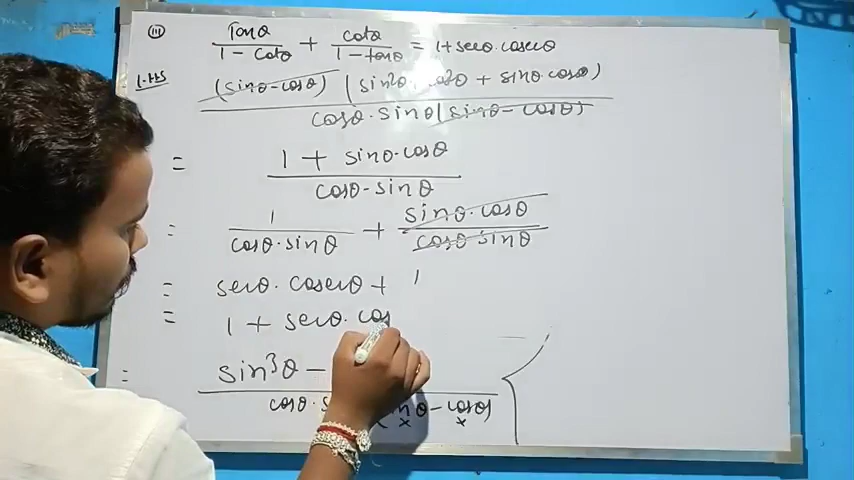 (iii) Tanθ / 1 - cotθ + cotθ / 1 - tanθ = 1 + secθ.cosecθ
L.H.S
(sinθ - cosθ) (sin²θ + cos²θ + sinθ.cosθ) / cosθ.sinθ (sinθ - cosθ)
= 1 + sinθ.cosθ / cosθ.sinθ
= 1 / cosθ.sinθ + sinθ.cosθ / cosθ.sinθ
= secθ.cosecθ + 1
= 1 + secθ.cos
= sin³θ - / cosθ.s θ - cosθ)